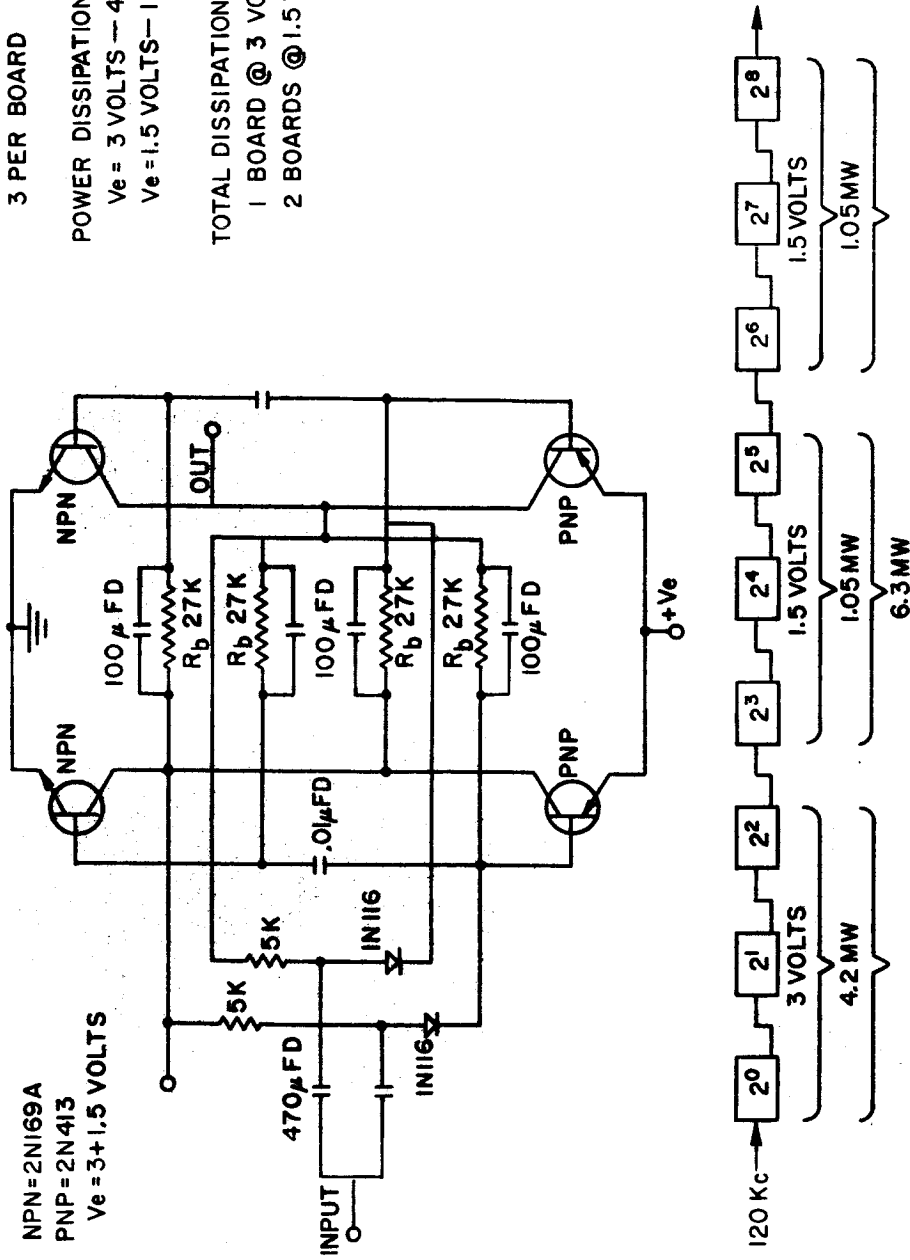 NPN=2N169A
PNP=2N413
Ve=3+1.5 VOLTS
3 PER BOARD
POWER DISSIPATION
Ve = 3 VOLTS — 4
Ve = 1.5 VOLTS — 1
TOTAL DISSIPATION
1 BOARD @ 3 VO
2 BOARDS @ 1.5
NPN
NPN
OUT
100μFD
Rb 27K
Rb 27K
100μFD
Rb 27K
Rb 27K
100μFD
.01μFD
5K
5K
IN116
IN116
470μFD
INPUT
PNP
PNP
+Ve
120 Kc
2⁰
2¹
2²
2³
2⁴
2⁵
2⁶
2⁷
2⁸
3 VOLTS
1.5 VOLTS
1.5 VOLTS
4.2 MW
1.05 MW
1.05 MW
6.3 MW